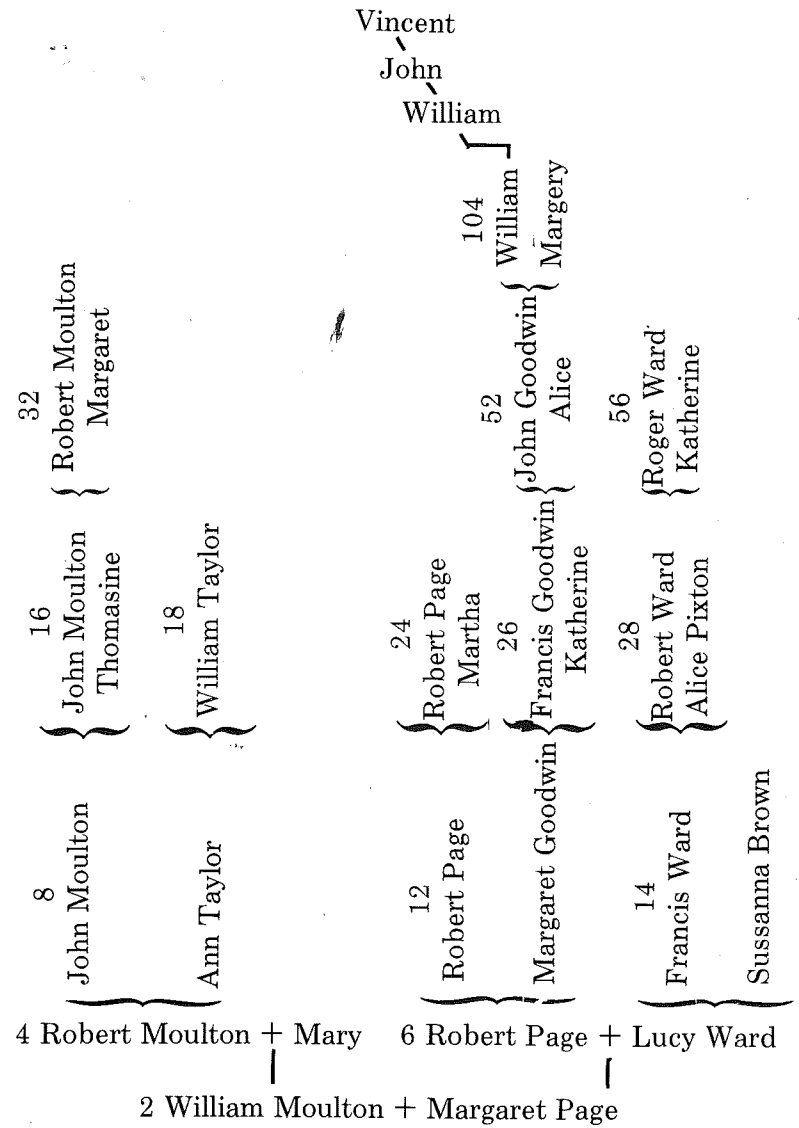 Vincent
John
William
104
William
Margery
32
Robert Moulton
Margaret
52
John Goodwin
Alice
56
Roger Ward
Katherine
16
John Moulton
Thomasine
18
William Taylor
24
Robert Page
Martha
26
Francis Goodwin
Katherine
28
Robert Ward
Alice Pixton
8
John Moulton
Ann Taylor
12
Robert Page
Margaret Goodwin
14
Francis Ward
Sussanna Brown
4 Robert Moulton + Mary
6 Robert Page + Lucy Ward
2 William Moulton + Margaret Page